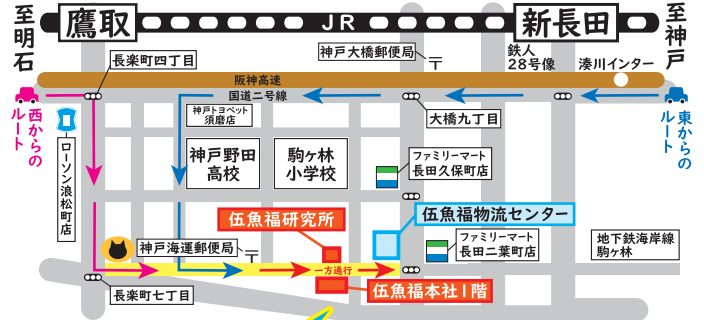 至明石
鷹取
JR
新長田
至神戸
長楽町四丁目
神戸大橋郵便局
〒
鉄人
28号像
湊川インター
阪神高速
国道二号線
西からの
ルート
東からの
ルート
ローソン浪松町店
神戸トヨペット
須磨店
大橋九丁目
神戸野田
高校
駒ヶ林
小学校
ファミリーマート
長田久保町店
伍魚福研究所
伍魚福物流センター
神戸海運郵便局
〒
ファミリーマート
長田二葉町店
地下鉄海岸線
駒ヶ林
一方通行
長楽町七丁目
伍魚福本社1階